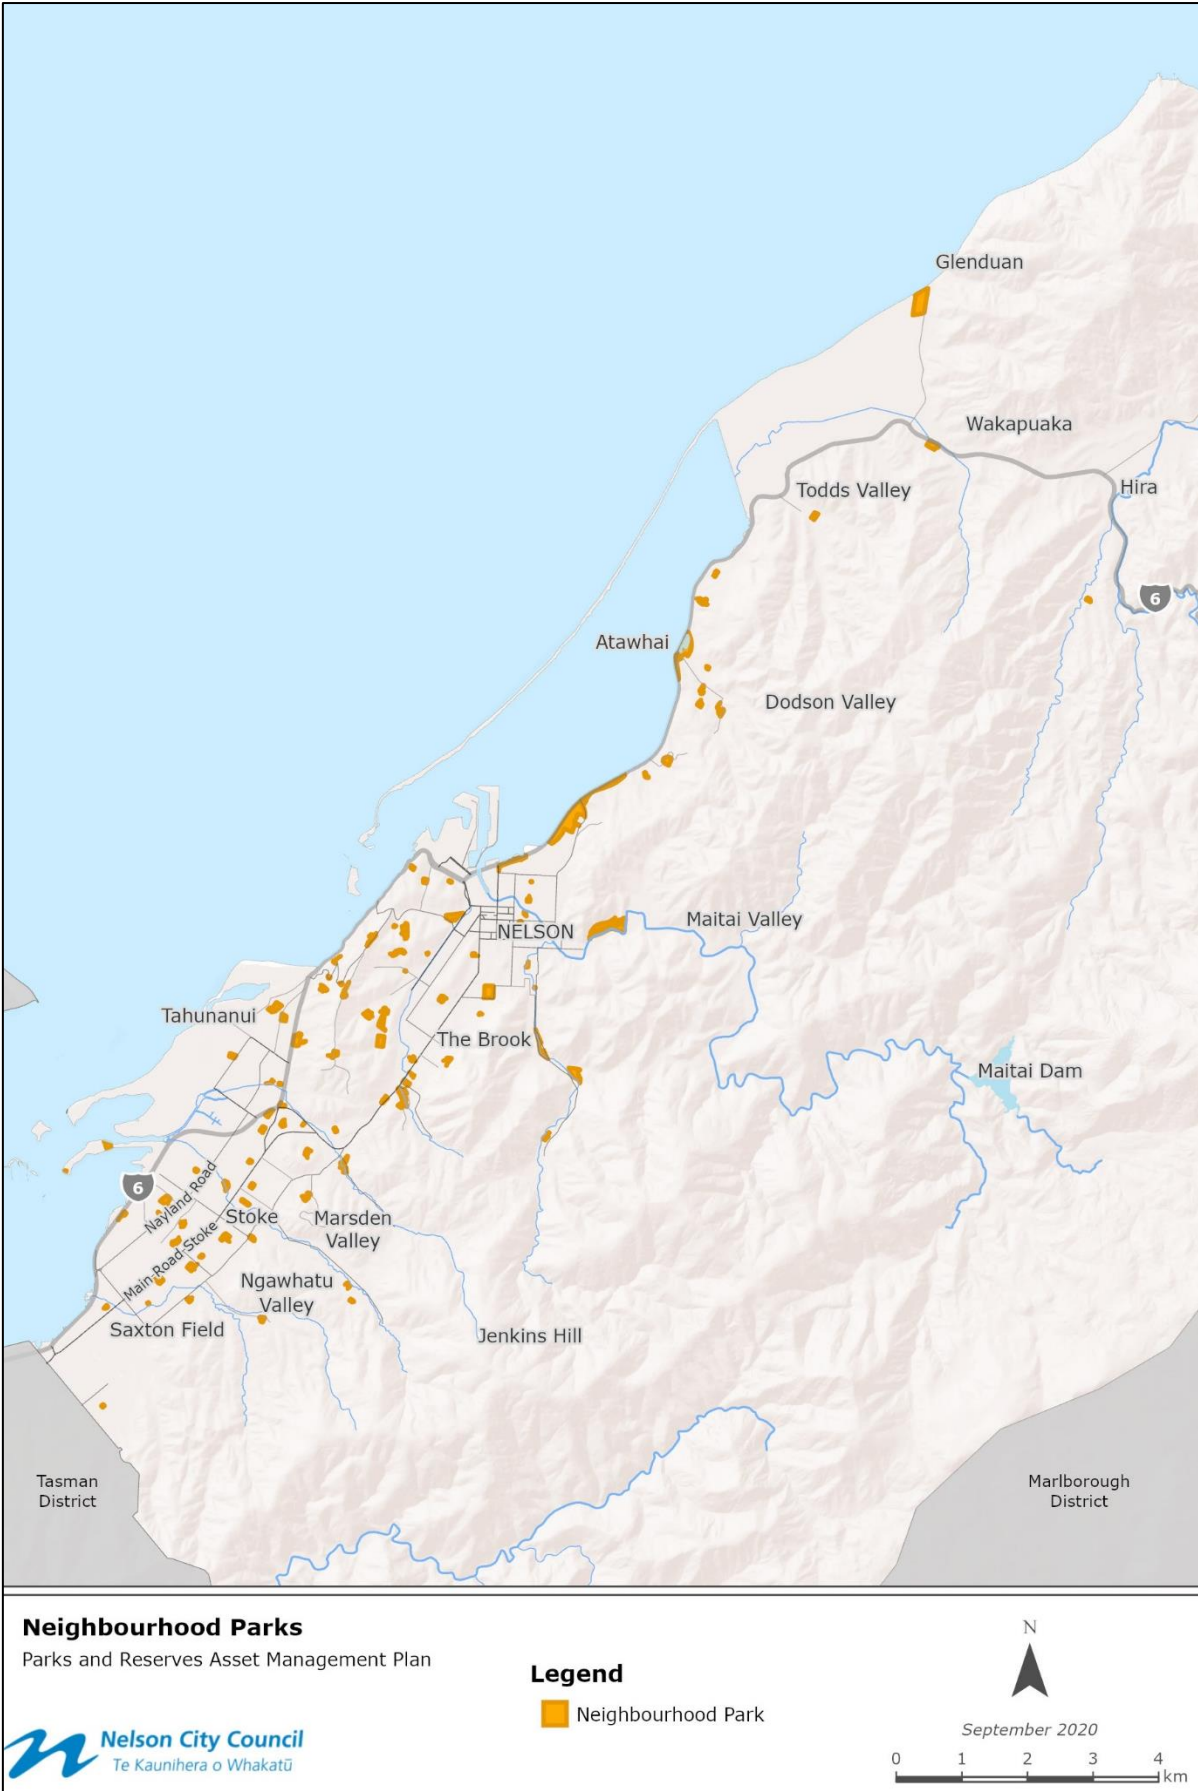 Glenduan
Wakapuaka
Todds Valley
Hira
6
Atawhai
Dodson Valley
Maitai Valley
NELSON
Tahunanui
The Brook
Maitai Dam
6
Nayland Road
Stoke
Marsden
Valley
Main Road Stoke
Ngawhatu
Valley
Saxton Field
Jenkins Hill
Tasman
District
Marlborough
District
Neighbourhood Parks
Parks and Reserves Asset Management Plan
Legend
Neighbourhood Park
N
September 2020
0 1 2 3 4
km
Nelson City Council
Te Kaunihera o Whakatū